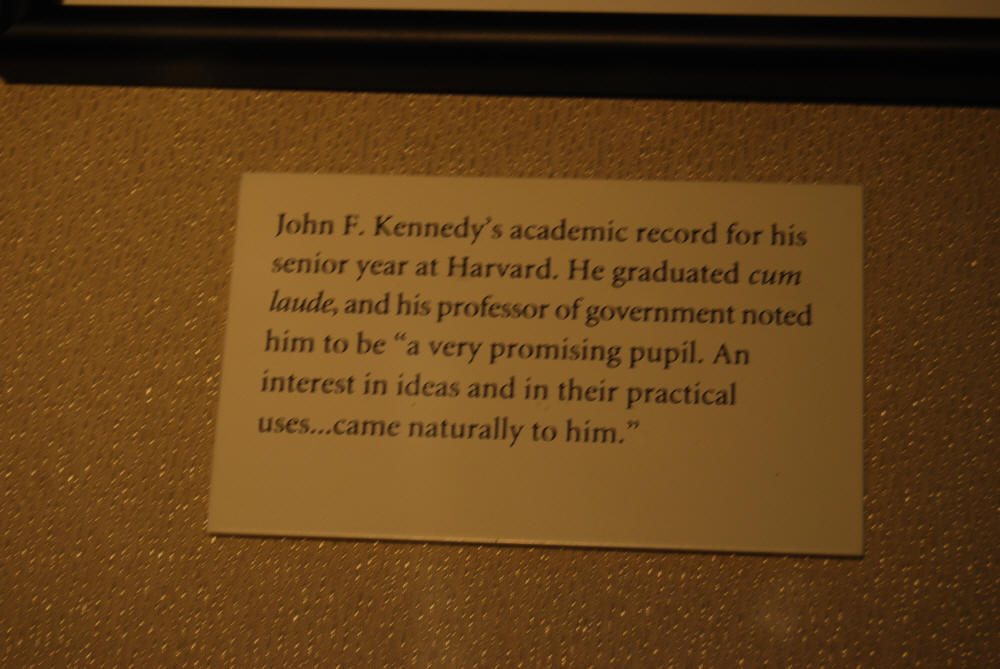 John F. Kennedy’s academic record for his
senior year at Harvard. He graduated cum
laude, and his professor of government noted
him to be “a very promising pupil. An
interest in ideas and in their practical
uses...came naturally to him.”